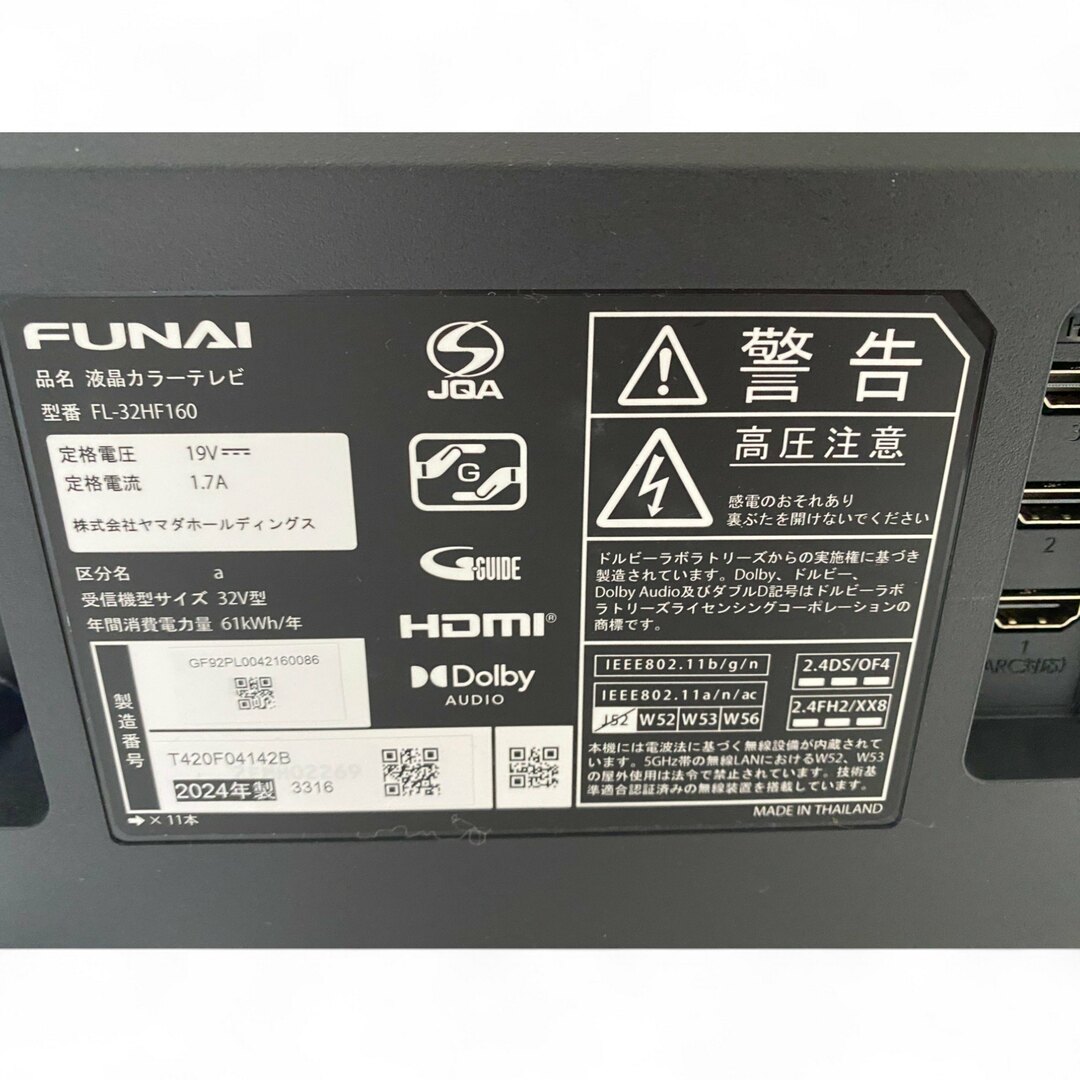 FUNAI
品名 液晶カラーテレビ
型番 FL-32HF160
定格電圧 19V
定格電流 1.7A
株式会社ヤマダホールディングス
区分名 a
受信機型サイズ 32V型
年間消費電力量 61kWh/年
製造番号
GF92PL0042160086
T420F04142B
2024年製 3316
➡ × 11本
JQA
G
G-GUIDE
HDMI®
Dolby
AUDIO
警告
高圧注意
感電のおそれあり
裏ぶたを開けないでください
ドルビーラボラトリーズからの実施権に基づき
製造されています。Dolby、ドルビー、
Dolby Audio及びダブルD記号はドルビーラボ
ラトリーズライセンシングコーポレーションの
商標です。
IEEE802.11b/g/n
IEEE802.11a/n/ac
J52 W52 W53 W56
2.4DS/OF4
2.4FH2/XX8
本機には電波法に基づく無線設備が内蔵されて
います。5GHz帯の無線LANにおけるW52、W53
の屋外使用は法令で禁止されています。技術基
準適合認証済みの無線装置を搭載しています。
MADE IN THAILAND
2
1
ARC対応